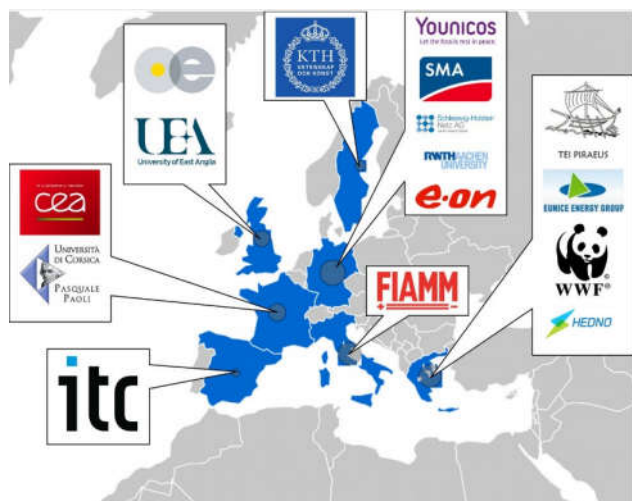 KTH
VETENSKAP
OCH KONST
Younicos
Let the fossils rest in peace.
SMA
Schleswig-Holstein
Netz AG
RWTHAACHEN
UNIVERSITY
e·on
UEA
University of East Anglia
TEI PIRAEUS
EUNICE ENERGY GROUP
WWF®
HEDNO
cea
UNIVERSITÀ
DI CORSICA
PASQUALE
PAOLI
FIAMM
itc